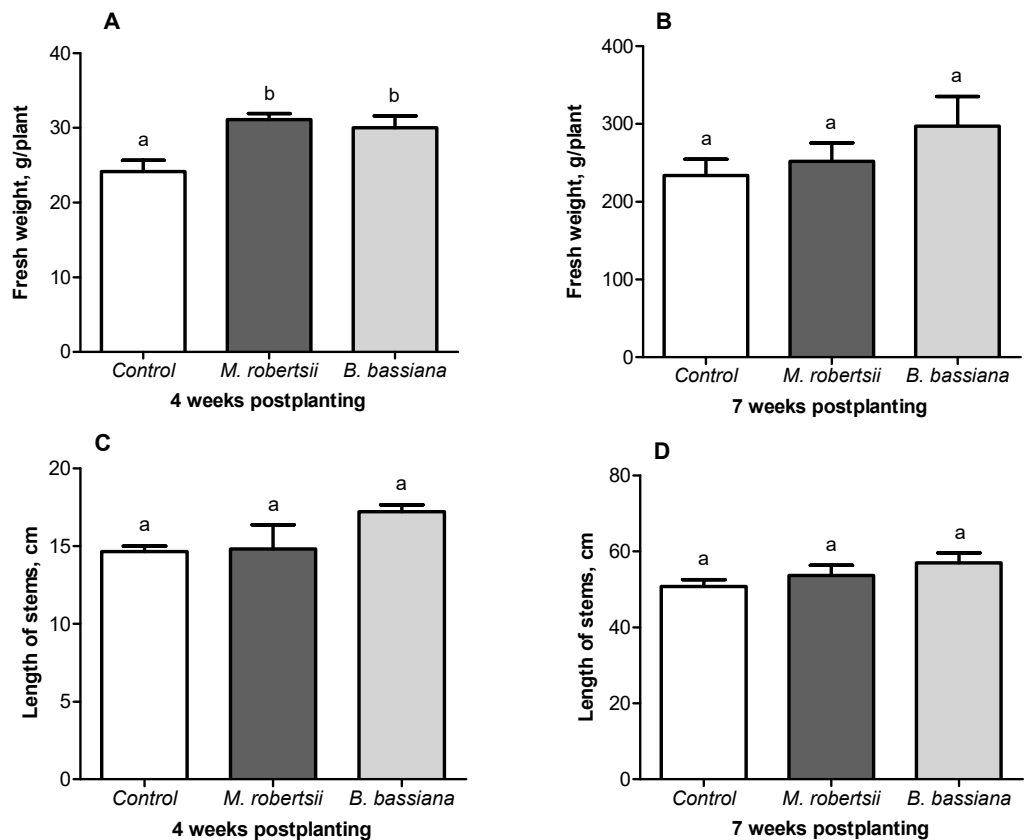 A
Fresh weight, g/plant
40
30
20
10
0
a
b
b
Control
M. robertsii
B. bassiana
4 weeks postplanting
B
Fresh weight, g/plant
400
300
200
100
0
a
a
a
Control
M. robertsii
B. bassiana
7 weeks postplanting
C
Length of stems, cm
20
15
10
5
0
a
a
a
Control
M. robertsii
B. bassiana
4 weeks postplanting
D
Length of stems, cm
80
60
40
20
0
a
a
a
Control
M. robertsii
B. bassiana
7 weeks postplanting